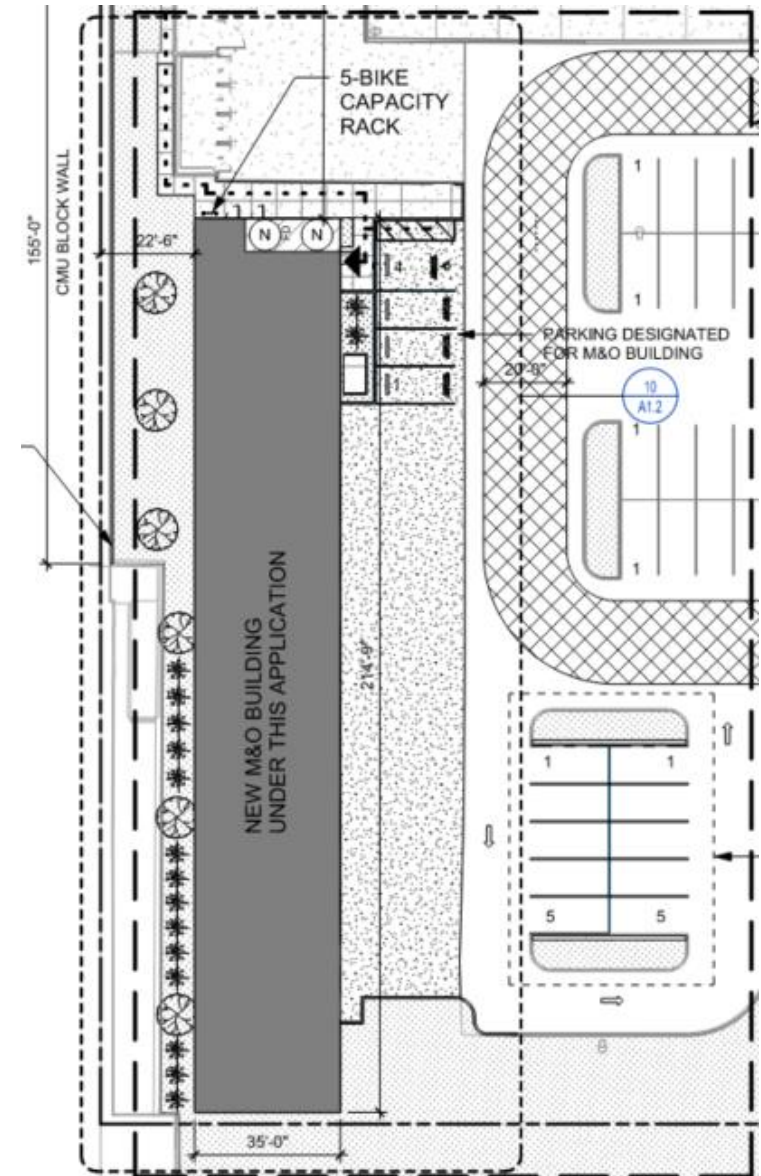 5-BIKE
CAPACITY
RACK
155'-0"
CMU BLOCK WALL
22'-6"
N
N
4
1
PARKING DESIGNATED
FOR M&O BUILDING
20'-0"
10
A1.2
1
1
1
1
NEW M&O BUILDING
UNDER THIS APPLICATION
214'-9"
1
1
5
5
35'-0"